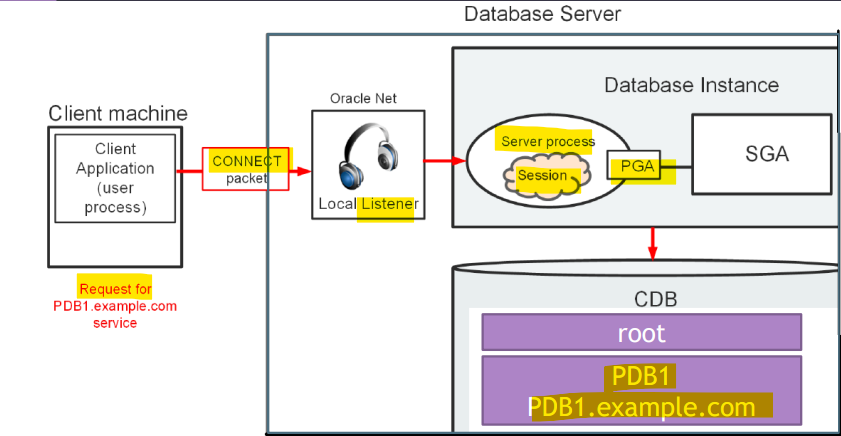 Database Server
Oracle Net
Database Instance
Client machine
Client
Application
(user
process)
CONNECT
packet
Server process
Session
PGA
SGA
Local Listener
Request for
PDB1.example.com
service
CDB
root
PDB1
PDB1.example.com